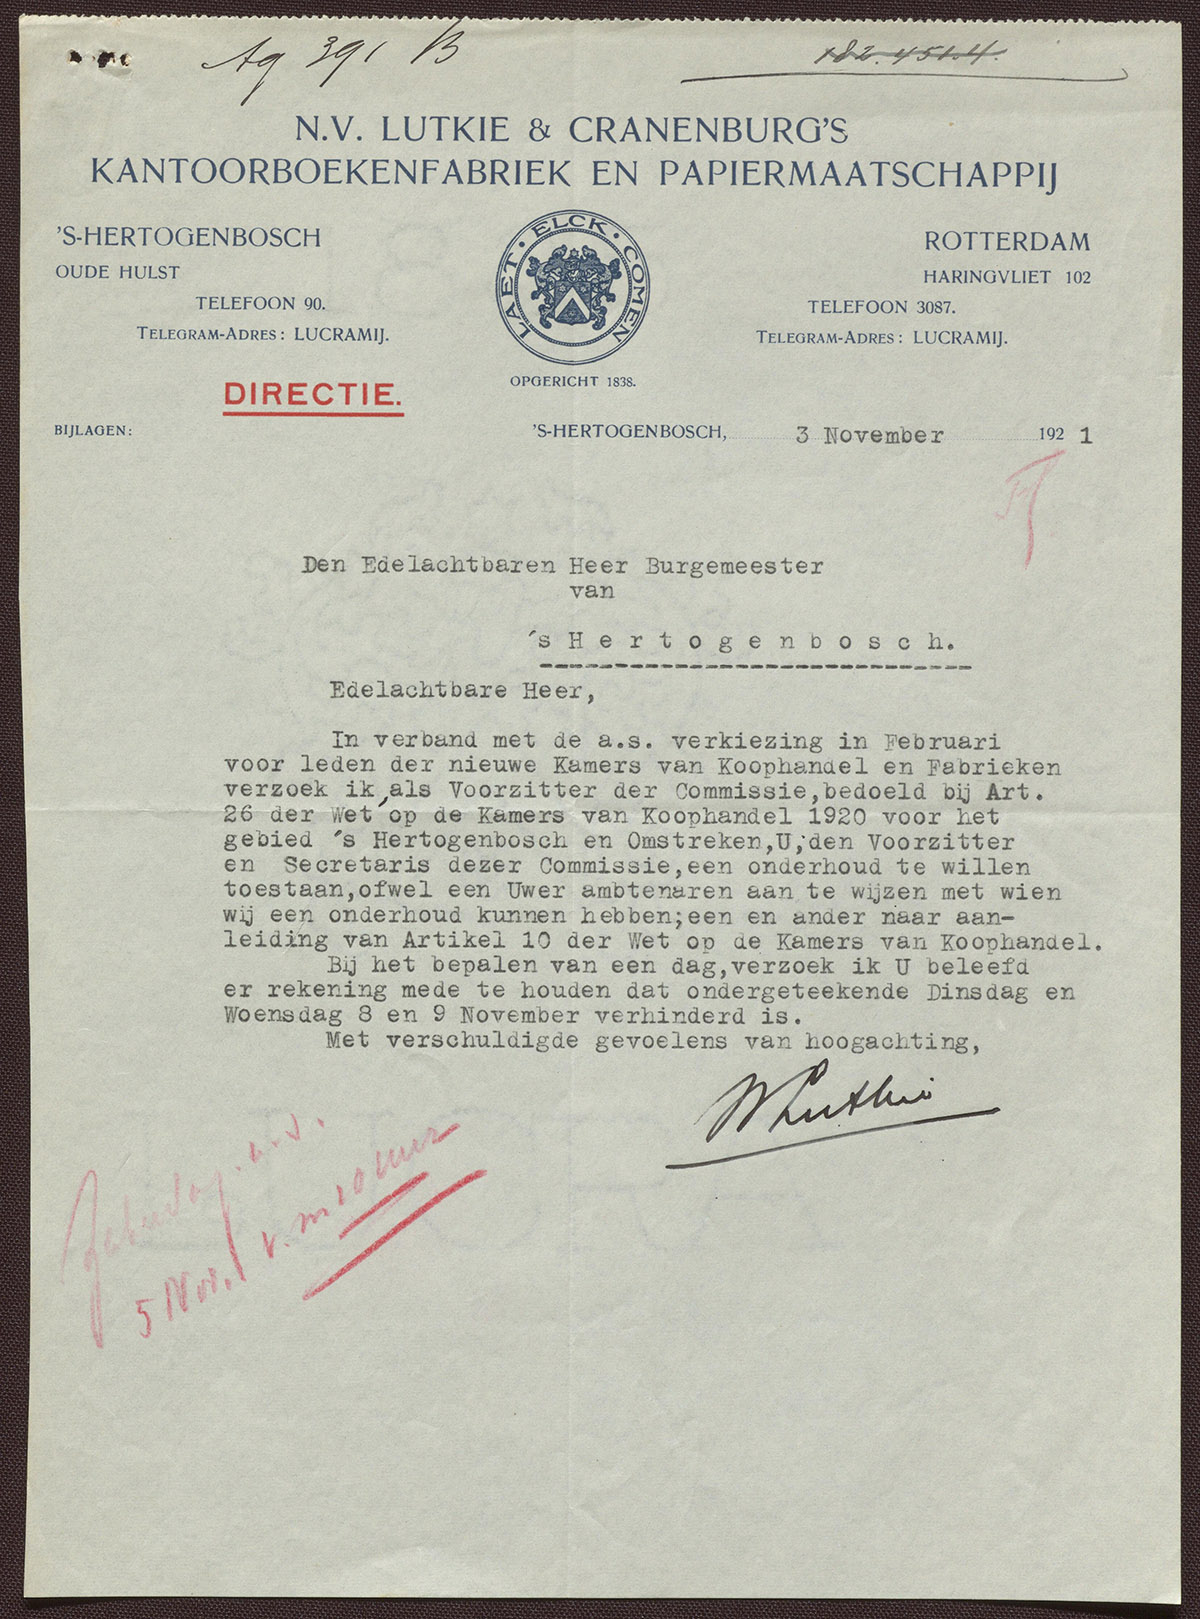 Ag 391 B
182.451.4.
N.V. LUTKIE & CRANENBURG'S
KANTOORBOEKENFABRIEK EN PAPIERMAATSCHAPPIJ
'S-HERTOGENBOSCH
OUDE HULST
TELEFOON 90.
TELEGRAM-ADRES: LUCRAMIJ.
LAET · ELCK · COMEN
OPGERICHT 1838.
ROTTERDAM
HARINGVLIET 102
TELEFOON 3087.
TELEGRAM-ADRES: LUCRAMIJ.
DIRECTIE.
BIJLAGEN:
'S-HERTOGENBOSCH, 3 November 1921
Den Edelachtbaren Heer Burgemeester
van
's H e r t o g e n b o s c h.
Edelachtbare Heer,
In verband met de a.s. verkiezing in Februari
voor leden der nieuwe Kamers van Koophandel en Fabrieken
verzoek ik,als Voorzitter der Commissie,bedoeld bij Art.
26 der Wet op de Kamers van Koophandel 1920 voor het
gebied 's Hertogenbosch en Omstreken,U,den Voorzitter
en Secretaris dezer Commissie,een onderhoud te willen
toestaan,ofwel een Uwer ambtenaren aan te wijzen met wien
wij een onderhoud kunnen hebben;een en ander naar aan-
leiding van Artikel 10 der Wet op de Kamers van Koophandel.
Bij het bepalen van een dag,verzoek ik U beleefd
er rekening mede te houden dat ondergeteekende Dinsdag en
Woensdag 8 en 9 November verhinderd is.
Met verschuldigde gevoelens van hoogachting,
Lutkie
Zaterdag a.s.
5 Nov. v.m 10 uur